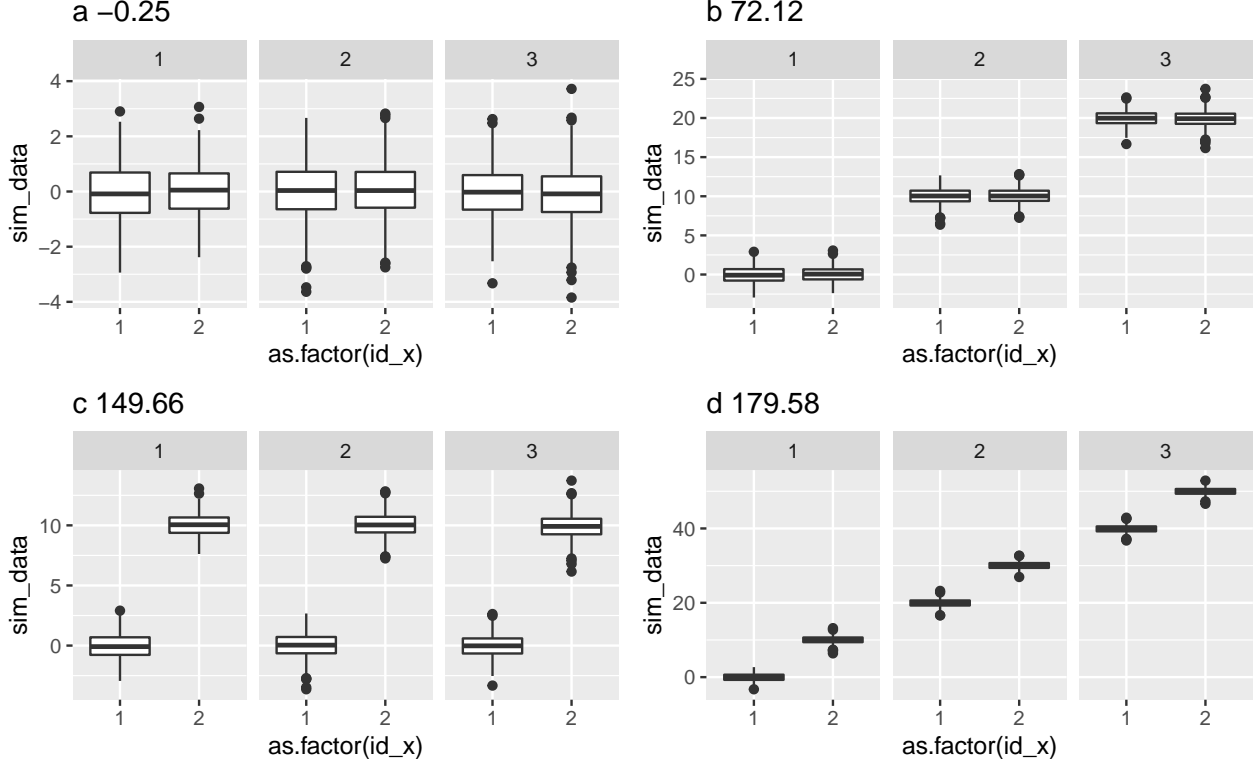 a −0.25
1 2 3
4
2
0
−2
−4
sim_data
1 2 1 2 1 2
as.factor(id_x)
b 72.12
1 2 3
25
20
15
10
5
0
sim_data
1 2 1 2 1 2
as.factor(id_x)
c 149.66
1 2 3
10
5
0
sim_data
1 2 1 2 1 2
as.factor(id_x)
d 179.58
1 2 3
40
20
0
sim_data
1 2 1 2 1 2
as.factor(id_x)